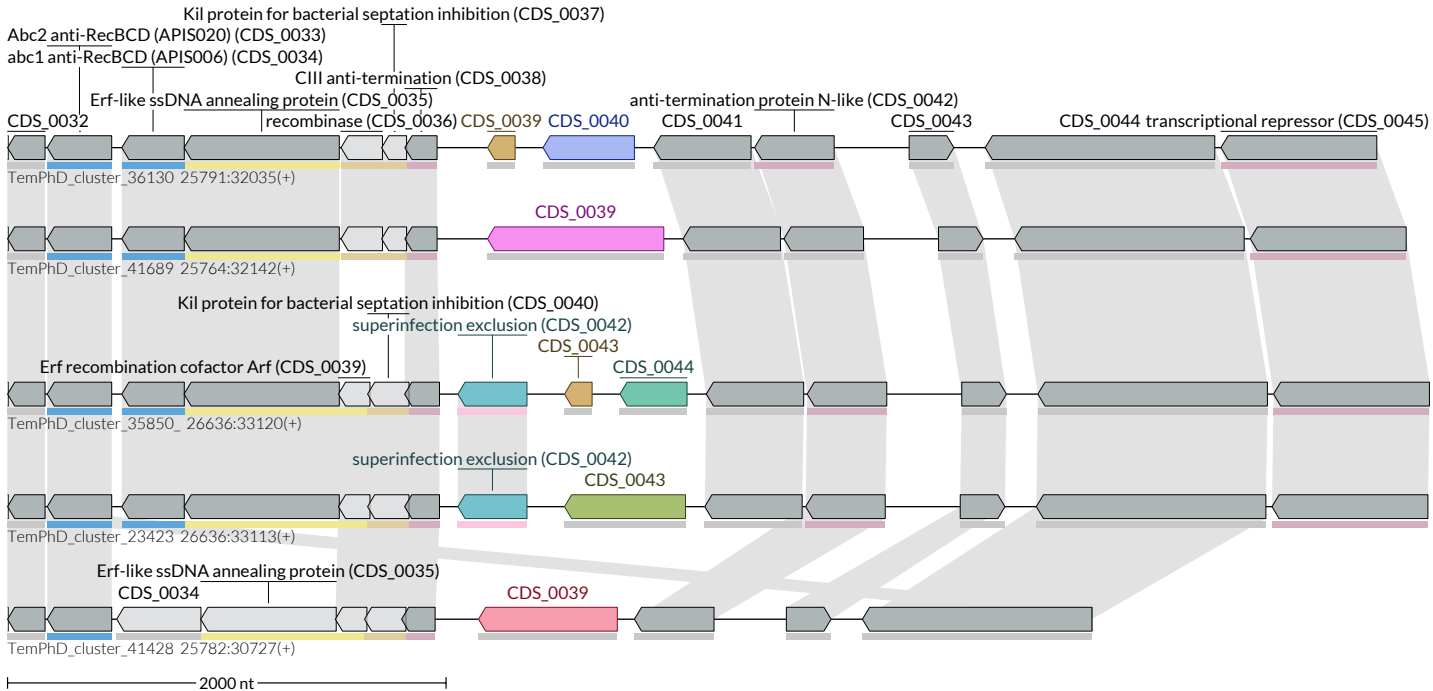 Kil protein for bacterial septation inhibition (CDS_0037)
Abc2 anti-RecBCD (APIS020) (CDS_0033)
abc1 anti-RecBCD (APIS006) (CDS_0034)
CIII anti-termination (CDS_0038)
Erf-like ssDNA annealing protein (CDS_0035)
anti-termination protein N-like (CDS_0042)
CDS_0032 recombinase (CDS_0036) CDS_0039 CDS_0040 CDS_0041 CDS_0043 CDS_0044 transcriptional repressor (CDS_0045)
TemPhD_cluster_36130 25791:32035(+)
CDS_0039
TemPhD_cluster_41689 25764:32142(+)
Kil protein for bacterial septation inhibition (CDS_0040)
superinfection exclusion (CDS_0042)
CDS_0043
Erf recombination cofactor Arf (CDS_0039) CDS_0044
TemPhD_cluster_35850_ 26636:33120(+)
superinfection exclusion (CDS_0042)
CDS_0043
TemPhD_cluster_23423 26636:33113(+)
Erf-like ssDNA annealing protein (CDS_0035)
CDS_0034 CDS_0039
TemPhD_cluster_41428 25782:30727(+)
2000 nt